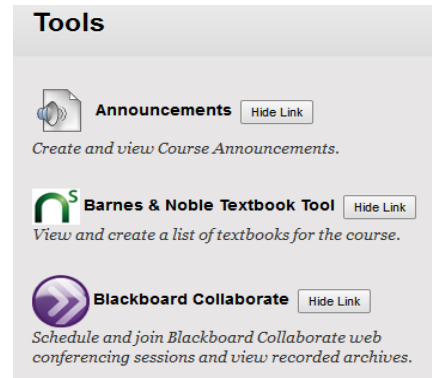 Tools
Announcements Hide Link
Create and view Course Announcements.
nS Barnes & Noble Textbook Tool Hide Link
View and create a list of textbooks for the course.
Blackboard Collaborate Hide Link
Schedule and join Blackboard Collaborate web
conferencing sessions and view recorded archives.